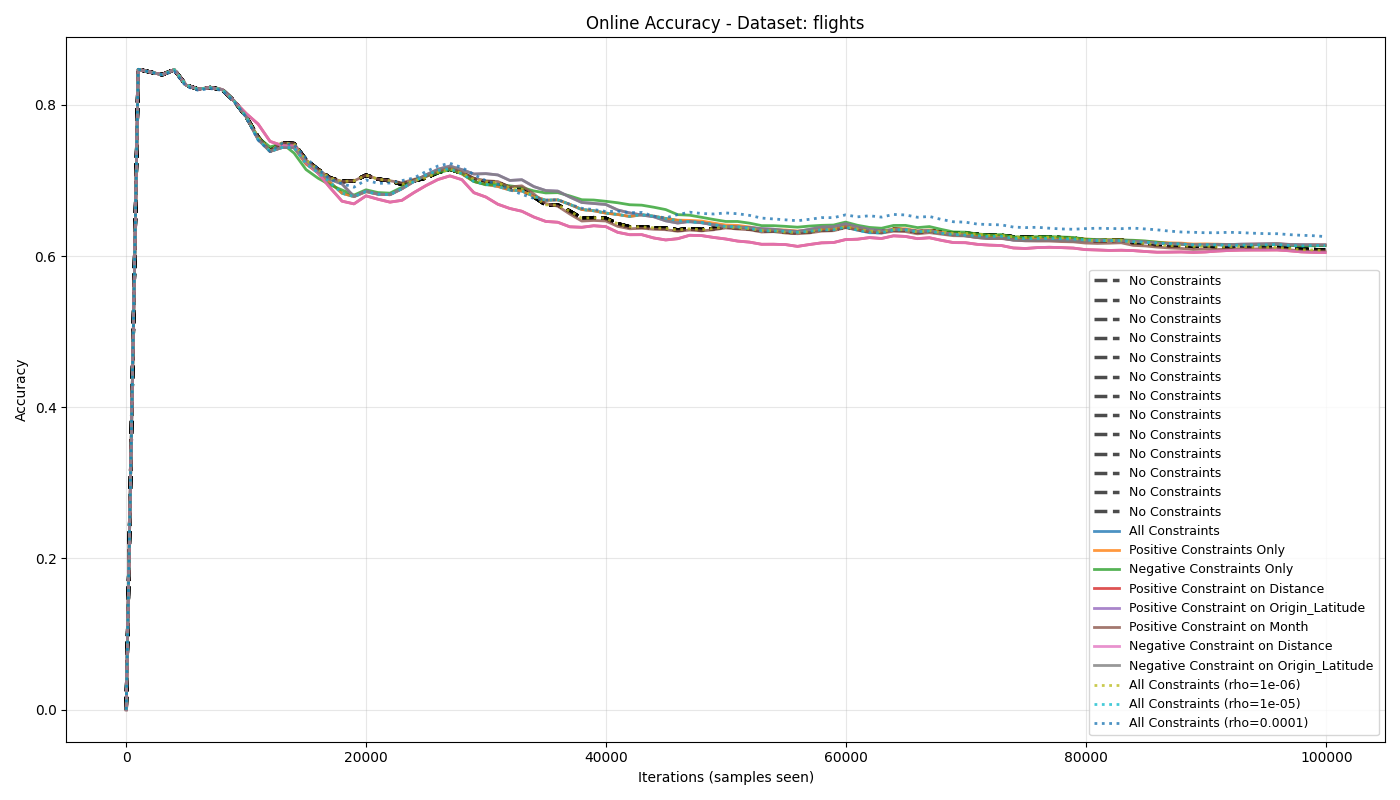 Online Accuracy - Dataset: flights
Accuracy
0.8
0.6
0.4
0.2
0.0
No Constraints
No Constraints
No Constraints
No Constraints
No Constraints
No Constraints
No Constraints
No Constraints
No Constraints
No Constraints
No Constraints
No Constraints
No Constraints
All Constraints
Positive Constraints Only
Negative Constraints Only
Positive Constraint on Distance
Positive Constraint on Origin_Latitude
Positive Constraint on Month
Negative Constraint on Distance
Negative Constraint on Origin_Latitude
All Constraints (rho=1e-06)
All Constraints (rho=1e-05)
All Constraints (rho=0.0001)
0 20000 40000 60000 80000 100000
Iterations (samples seen)